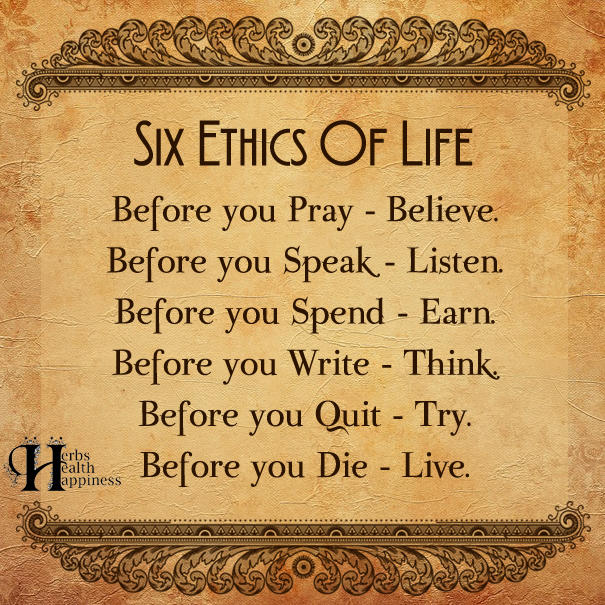 Six Ethics Of Life
Before you Pray - Believe.
Before you Speak - Listen.
Before you Spend - Earn.
Before you Write - Think.
Before you Quit - Try.
Before you Die - Live.
Herbs
Health
Happiness